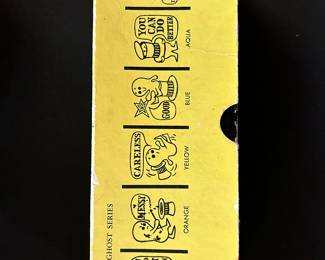 YOU
CAN
DO
BETTER
AQUA
GOOD
BLUE
CARELESS
YELLOW
MESSY
ORANGE
GHOST SERIES